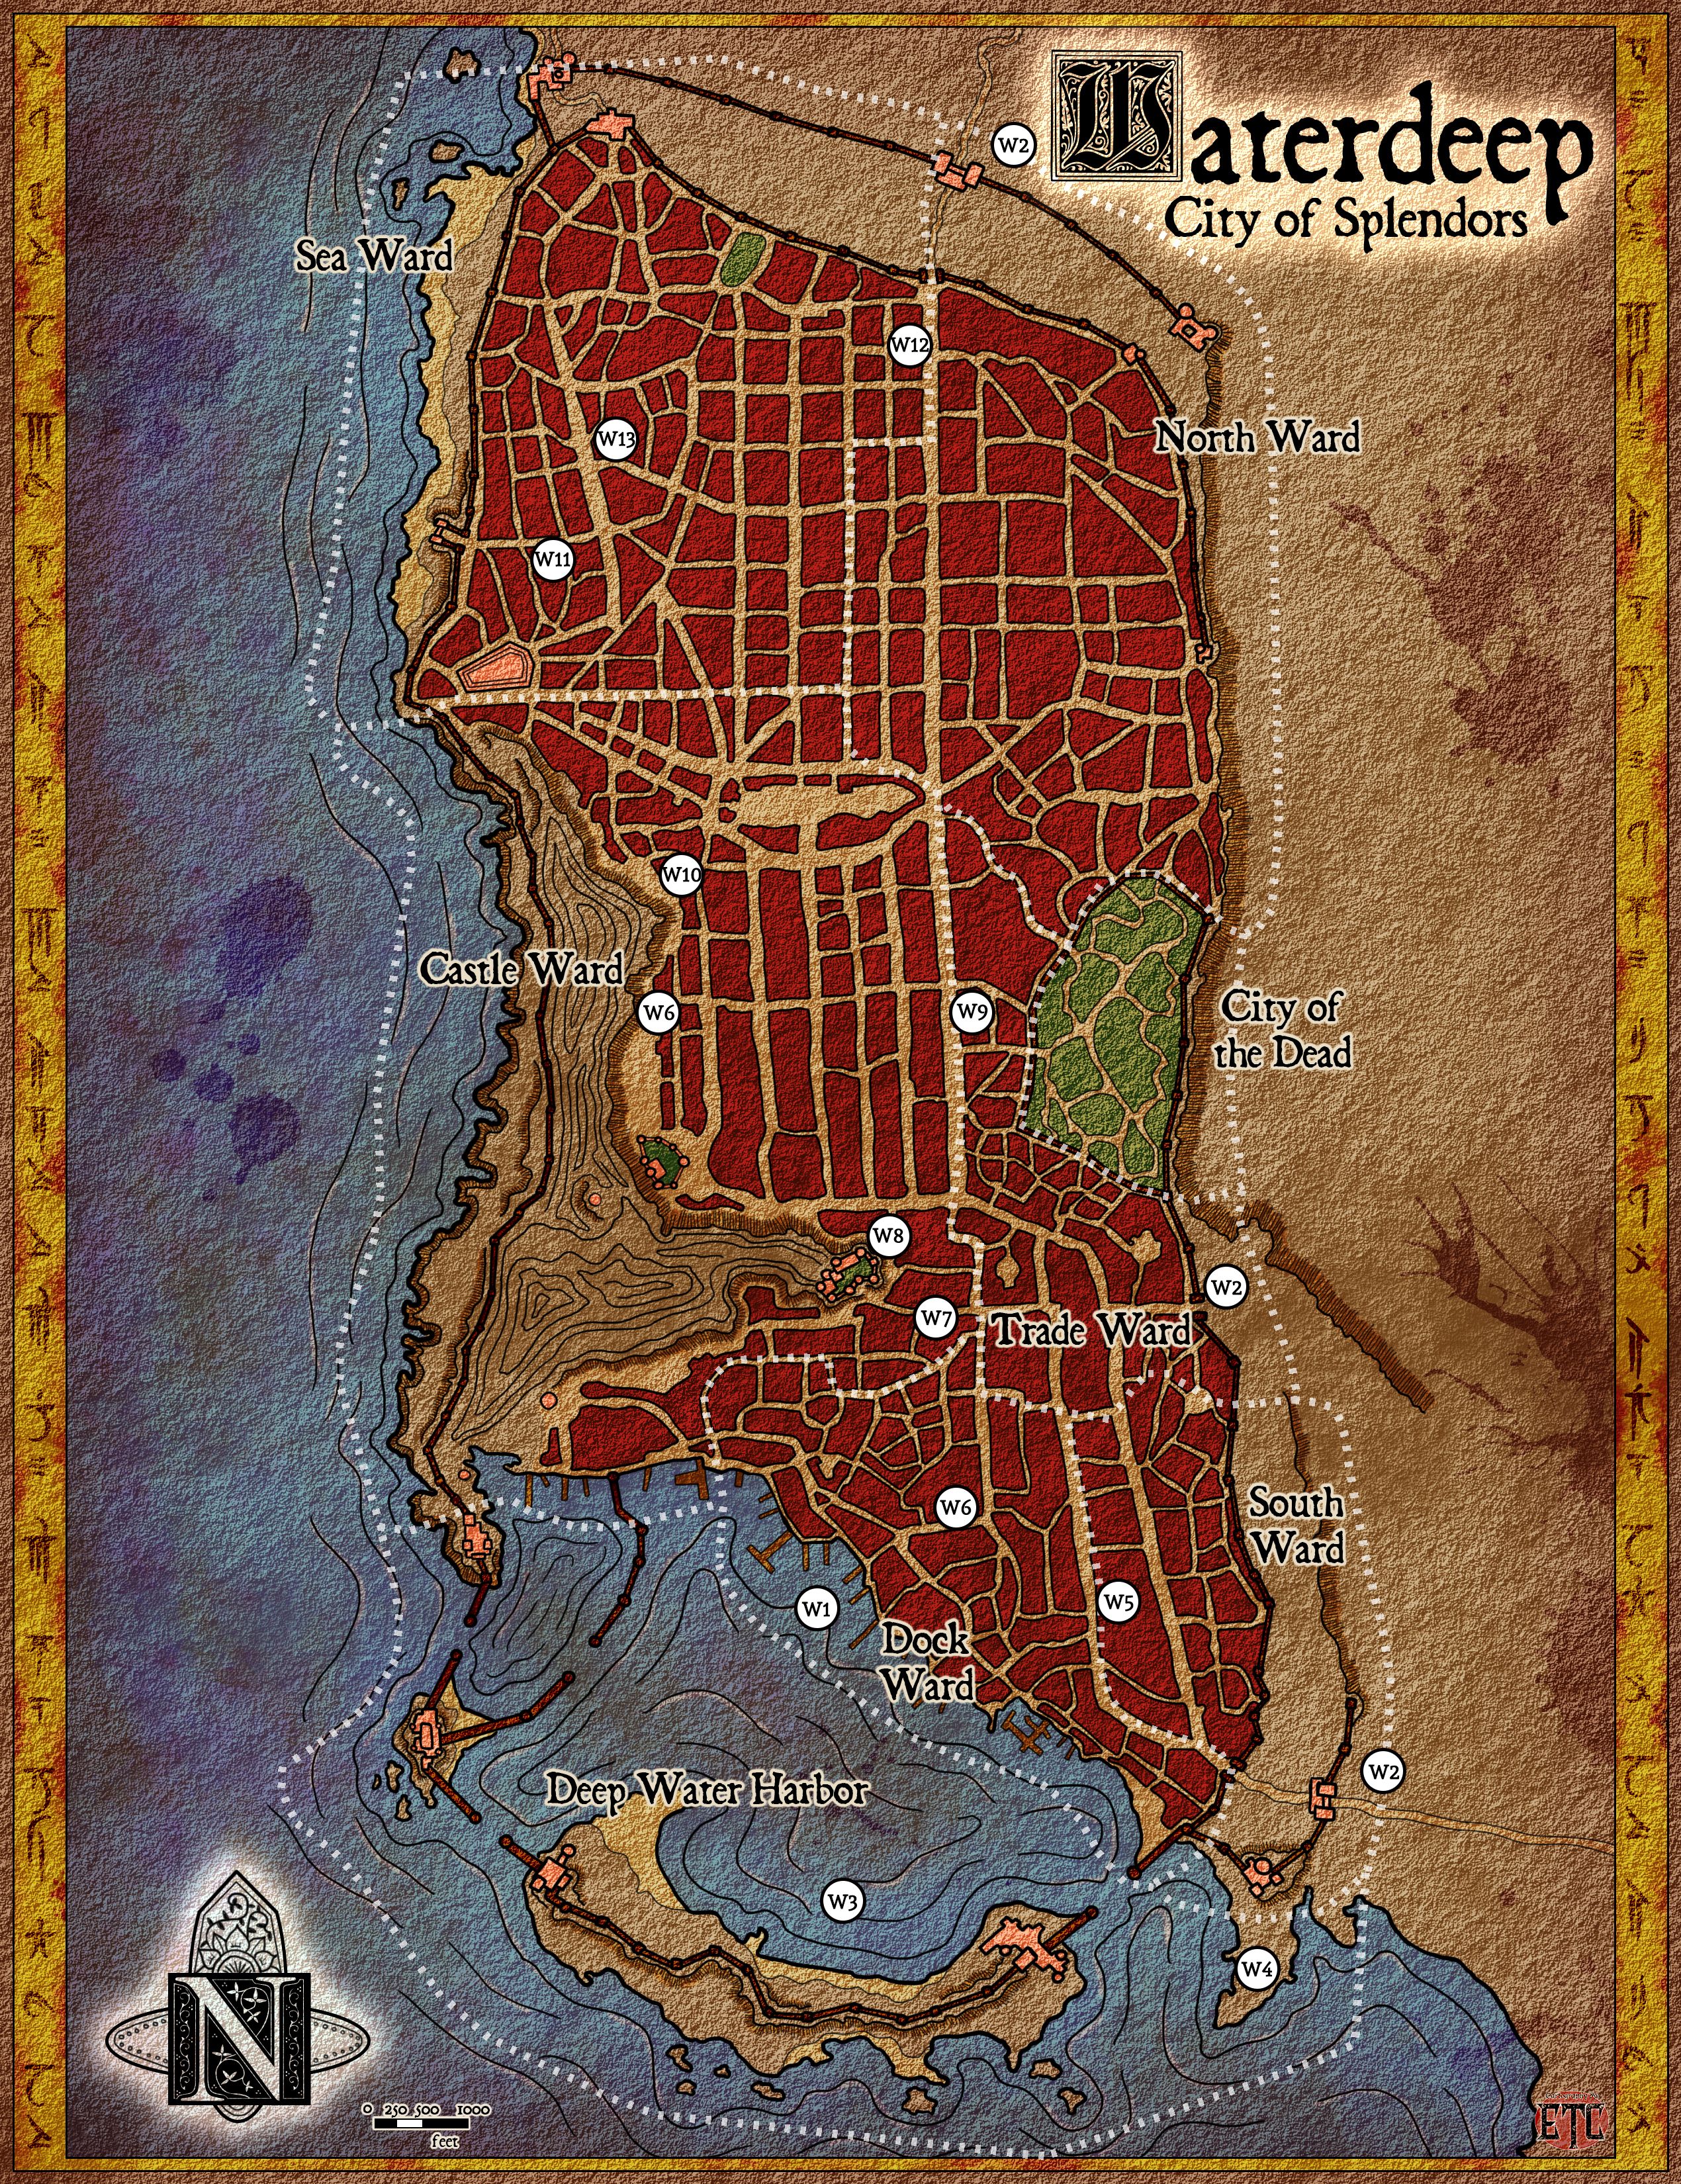 Waterdeep
City of Splendors
W2
Sea Ward
W12
North Ward
W13
W11
W10
Castle Ward
W6
W9
City of
the Dead
W8
W2
W7
Trade Ward
W6
South
Ward
W5
W1
Dock
Ward
W2
Deep Water Harbor
W3
W4
N
0 250 500 1000
feet
ETC